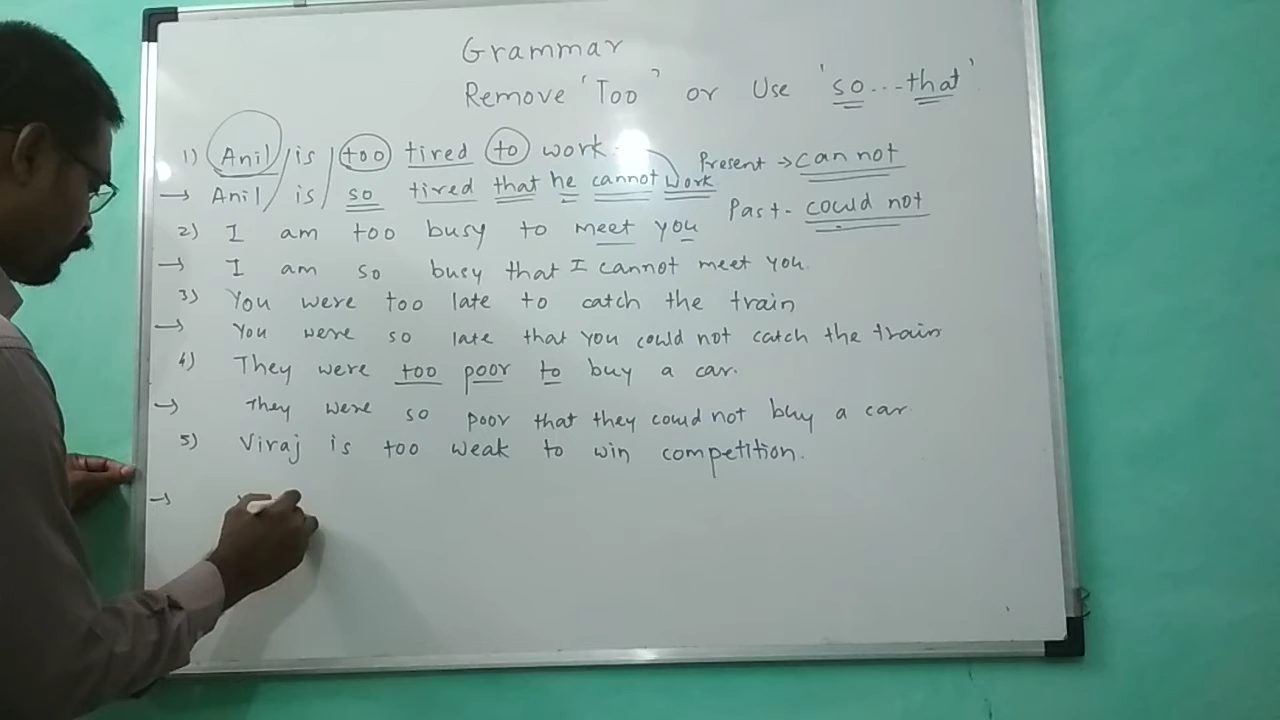 Grammar
Remove 'Too' or Use 'so...that'
1) Anil/is/too tired to work. Present → cannot
→ Anil/is/so tired that he cannot work
Past - could not
2) I am too busy to meet you
→ I am so busy that I cannot meet you.
3) You were too late to catch the train
→ You were so late that you could not catch the train
4) They were too poor to buy a car.
→ They were so poor that they could not buy a car
5) Viraj is too weak to win competition.
→